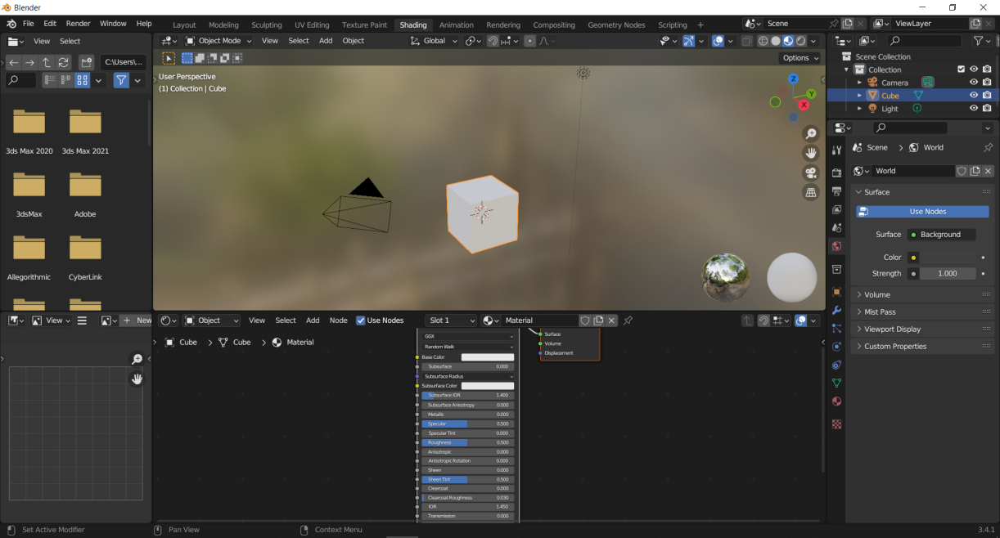 Blender
File Edit Render Window Help Layout Modeling Sculpting UV Editing Texture Paint Shading Animation Rendering Compositing Geometry Nodes Scripting + Scene ViewLayer
View Select Object Mode View Select Add Object Global
C:\Users\... Options
User Perspective
(1) Collection | Cube
Z
Y
X
3ds Max 2020 3ds Max 2021
3dsMax Adobe
Allegorithmic CyberLink
Scene Collection
Collection
Camera
Cube
Light
Scene > World
World
Surface
Use Nodes
Surface Background
Color
Strength 1.000
Volume
Mist Pass
Viewport Display
Custom Properties
View + New Object View Select Add Node Use Nodes Slot 1 Material
Cube > Cube > Material
GGX
Random Walk
Base Color
Subsurface 0.000
Subsurface Radius
Subsurface Color
Subsurface IOR 1.400
Subsurface Anisotropy 0.000
Metallic 0.000
Specular 0.500
Specular Tint 0.000
Roughness 0.500
Anisotropic 0.000
Anisotropic Rotation 0.000
Sheen 0.000
Sheen Tint 0.500
Clearcoat 0.000
Clearcoat Roughness 0.030
IOR 1.450
Transmission 0.000
Surface
Volume
Displacement
Set Active Modifier Pan View Context Menu 3.4.1